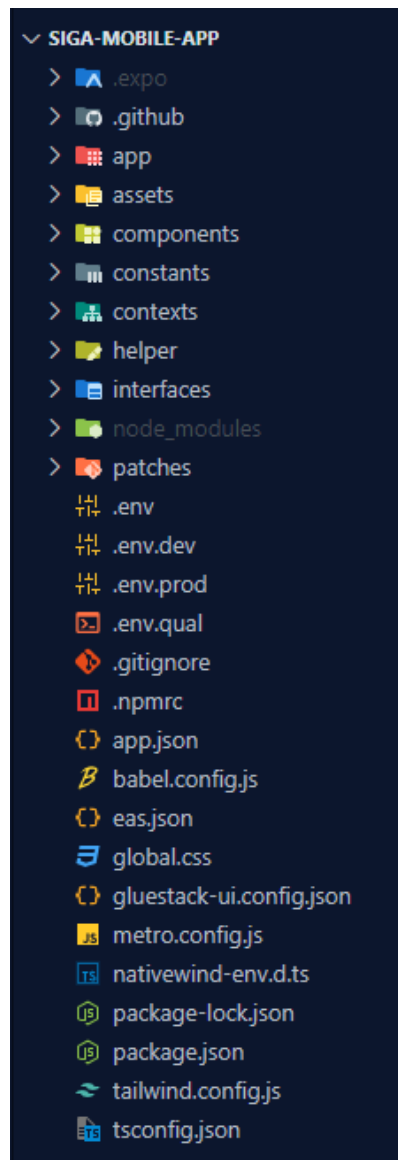 SIGA-MOBILE-APP
.expo
.github
app
assets
components
constants
contexts
helper
interfaces
node_modules
patches
.env
.env.dev
.env.prod
.env.qual
.gitignore
.npmrc
app.json
babel.config.js
eas.json
global.css
gluestack-ui.config.json
metro.config.js
nativewind-env.d.ts
package-lock.json
package.json
tailwind.config.js
tsconfig.json